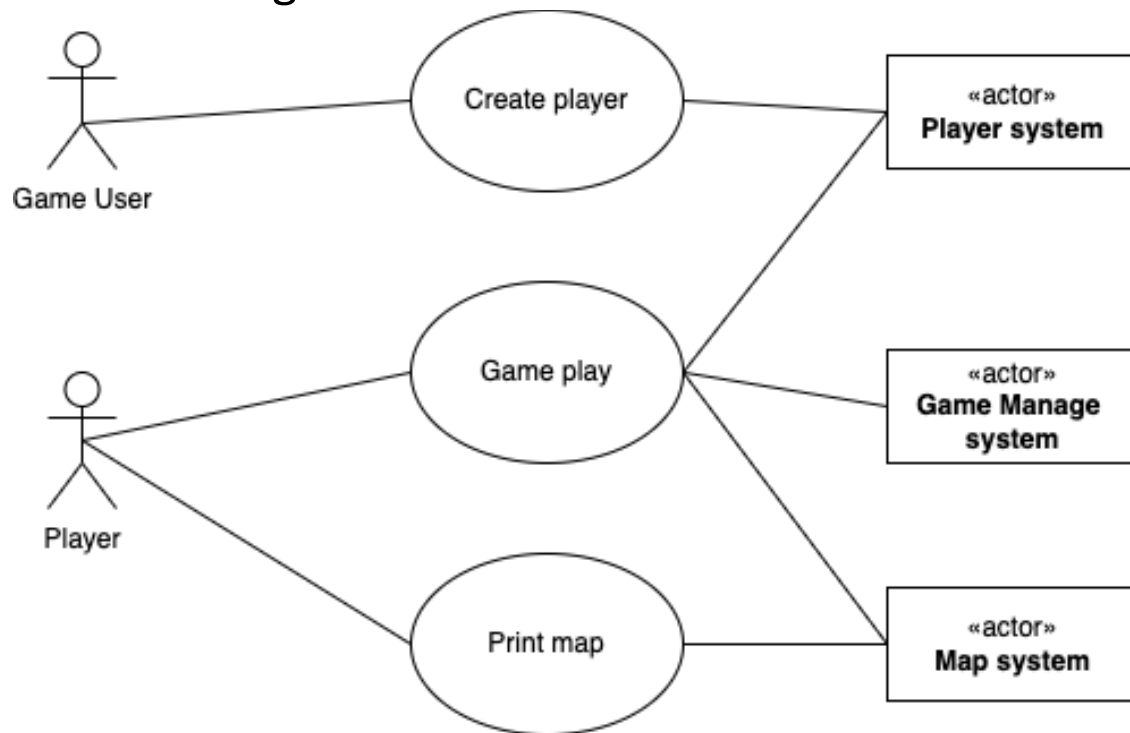 Create player
«actor»
Player system
Game User
Game play
«actor»
Game Manage
system
Player
Print map
«actor»
Map system